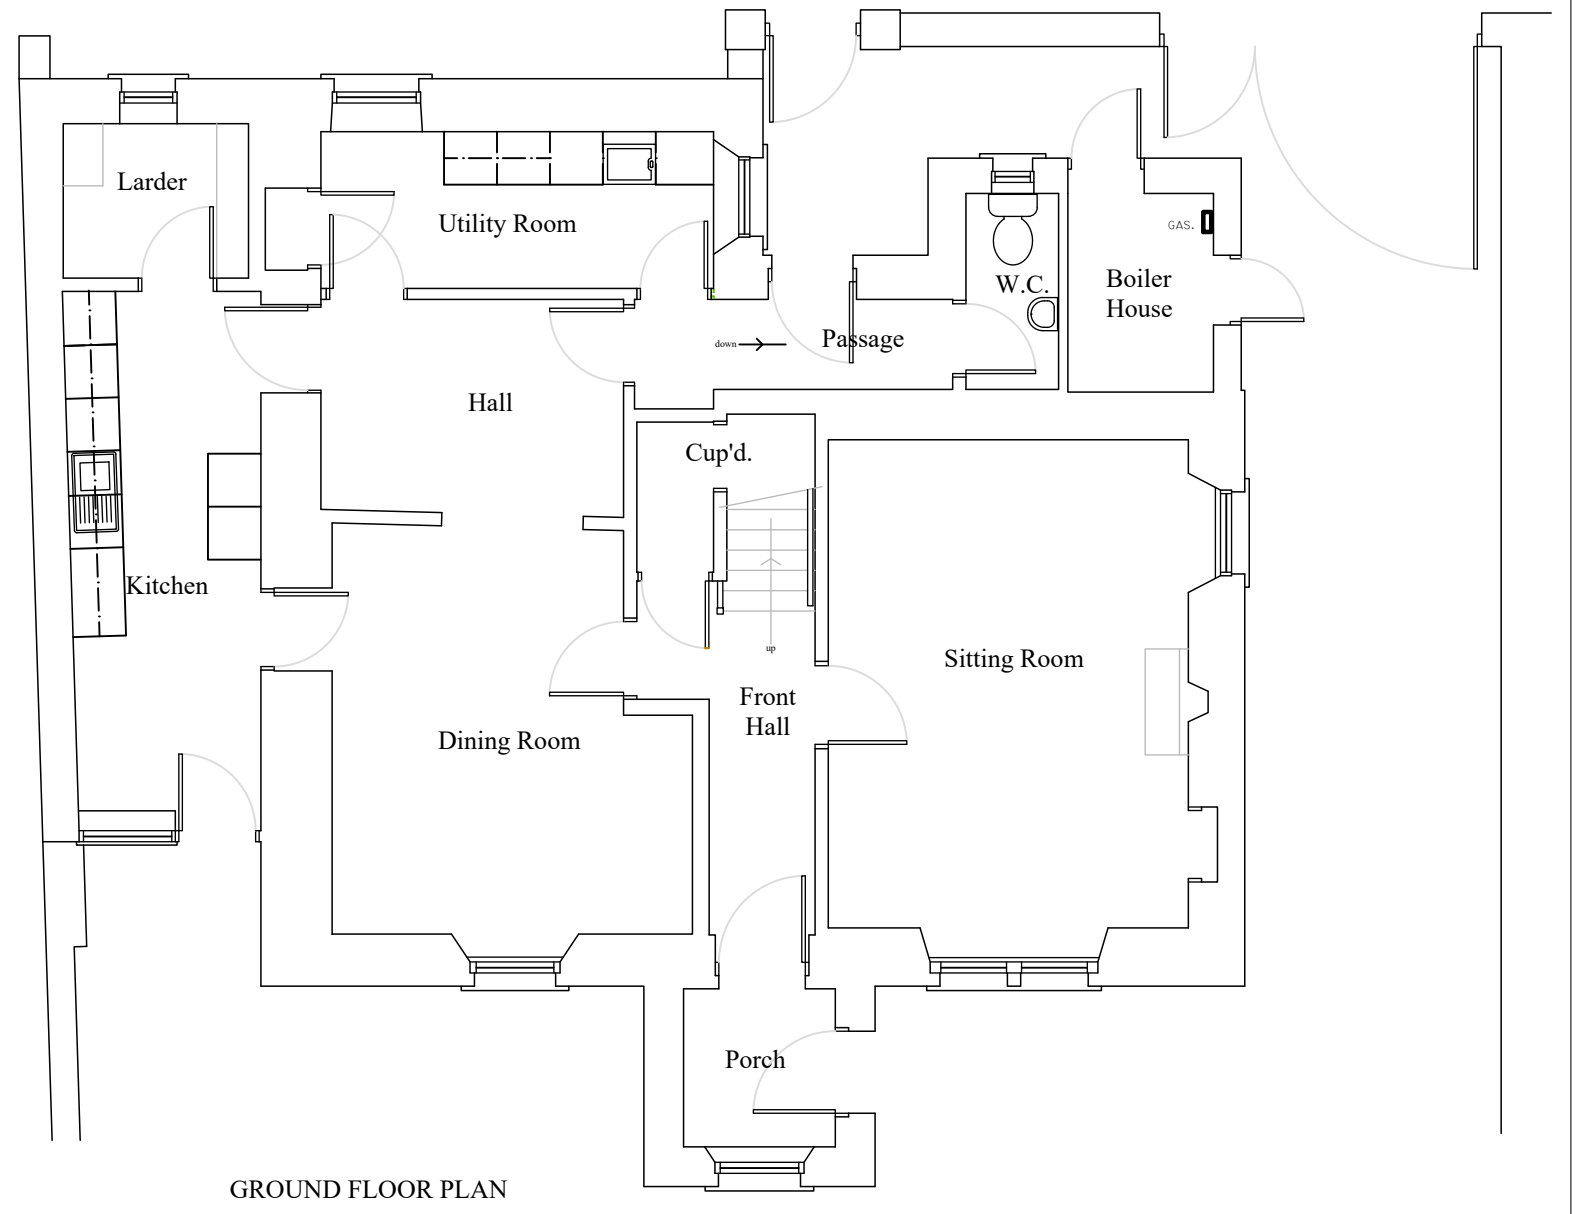 Larder
Utility Room
GAS.
W.C.
Boiler
House
down
Passage
Hall
Cup'd.
Kitchen
up
Sitting Room
Front
Hall
Dining Room
Porch
GROUND FLOOR PLAN